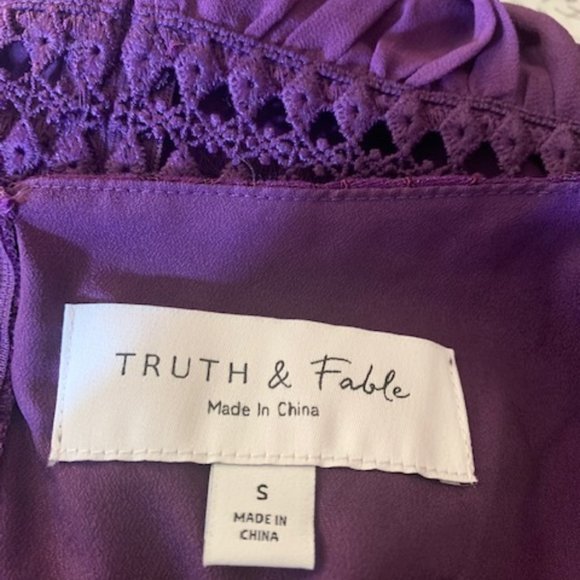 TRUTH & Fable
Made In China
S
MADE IN
CHINA